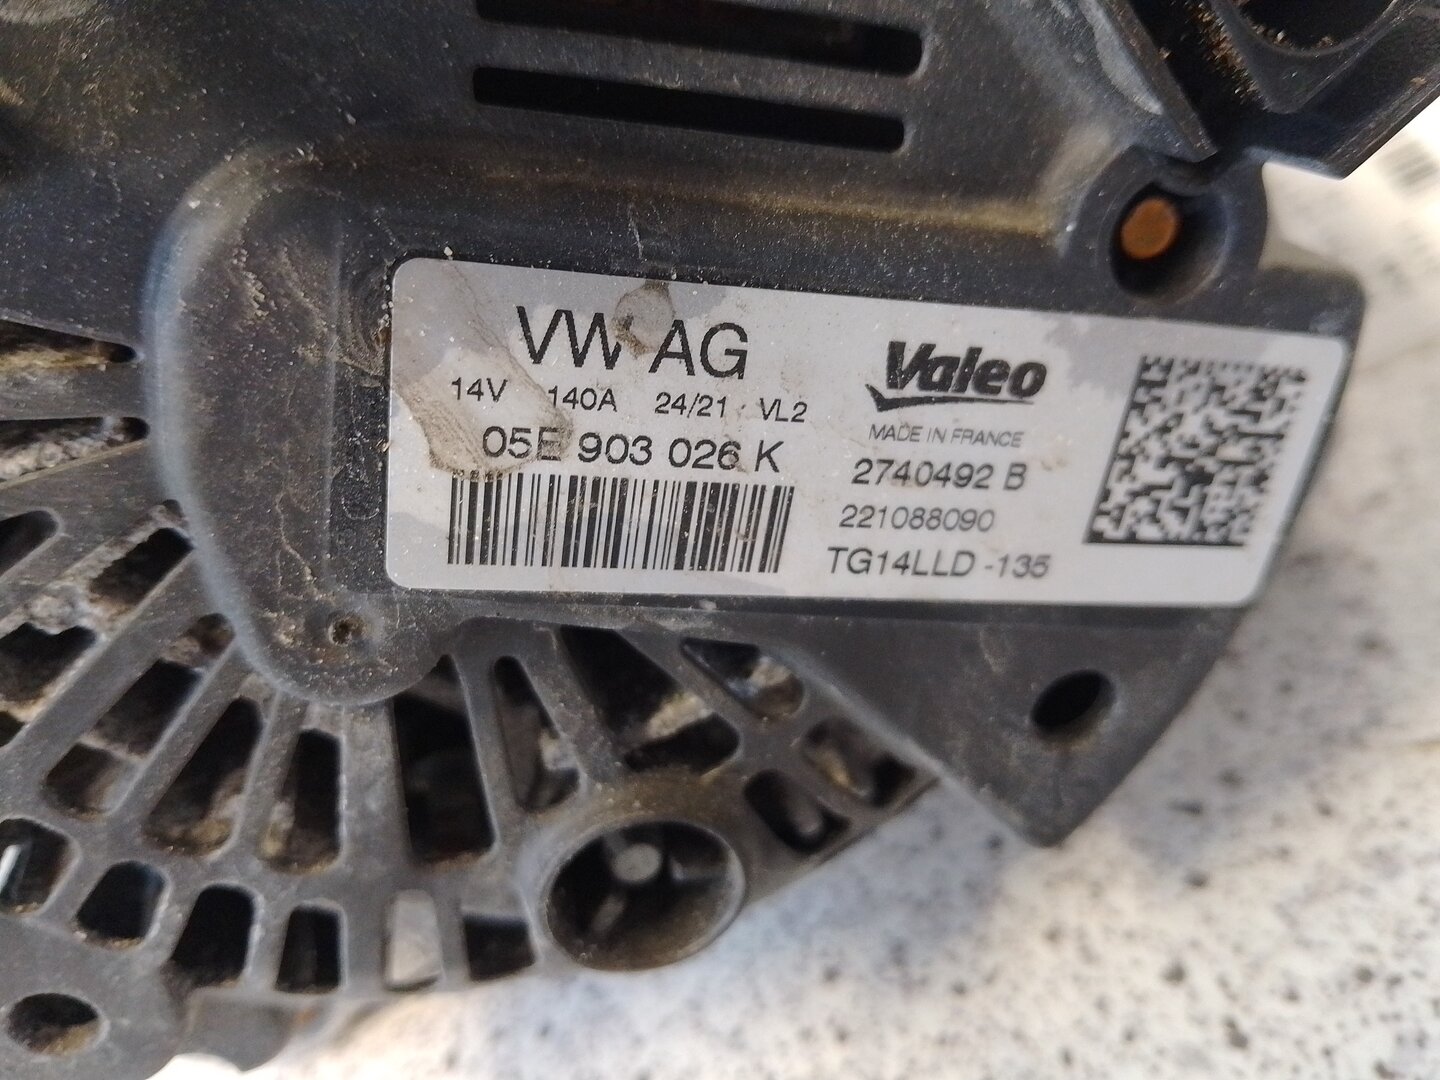 VW AG
14V 140A 24/21 VL2
05E 903 026 K
Valeo
MADE IN FRANCE
2740492 B
221088090
TG14LLD -135